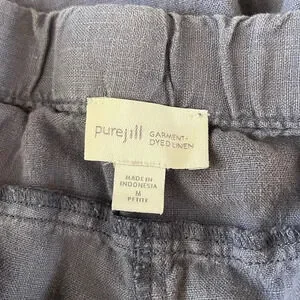 purejill GARMENT-
DYED LINEN
MADE IN
INDONESIA
M
PETITE